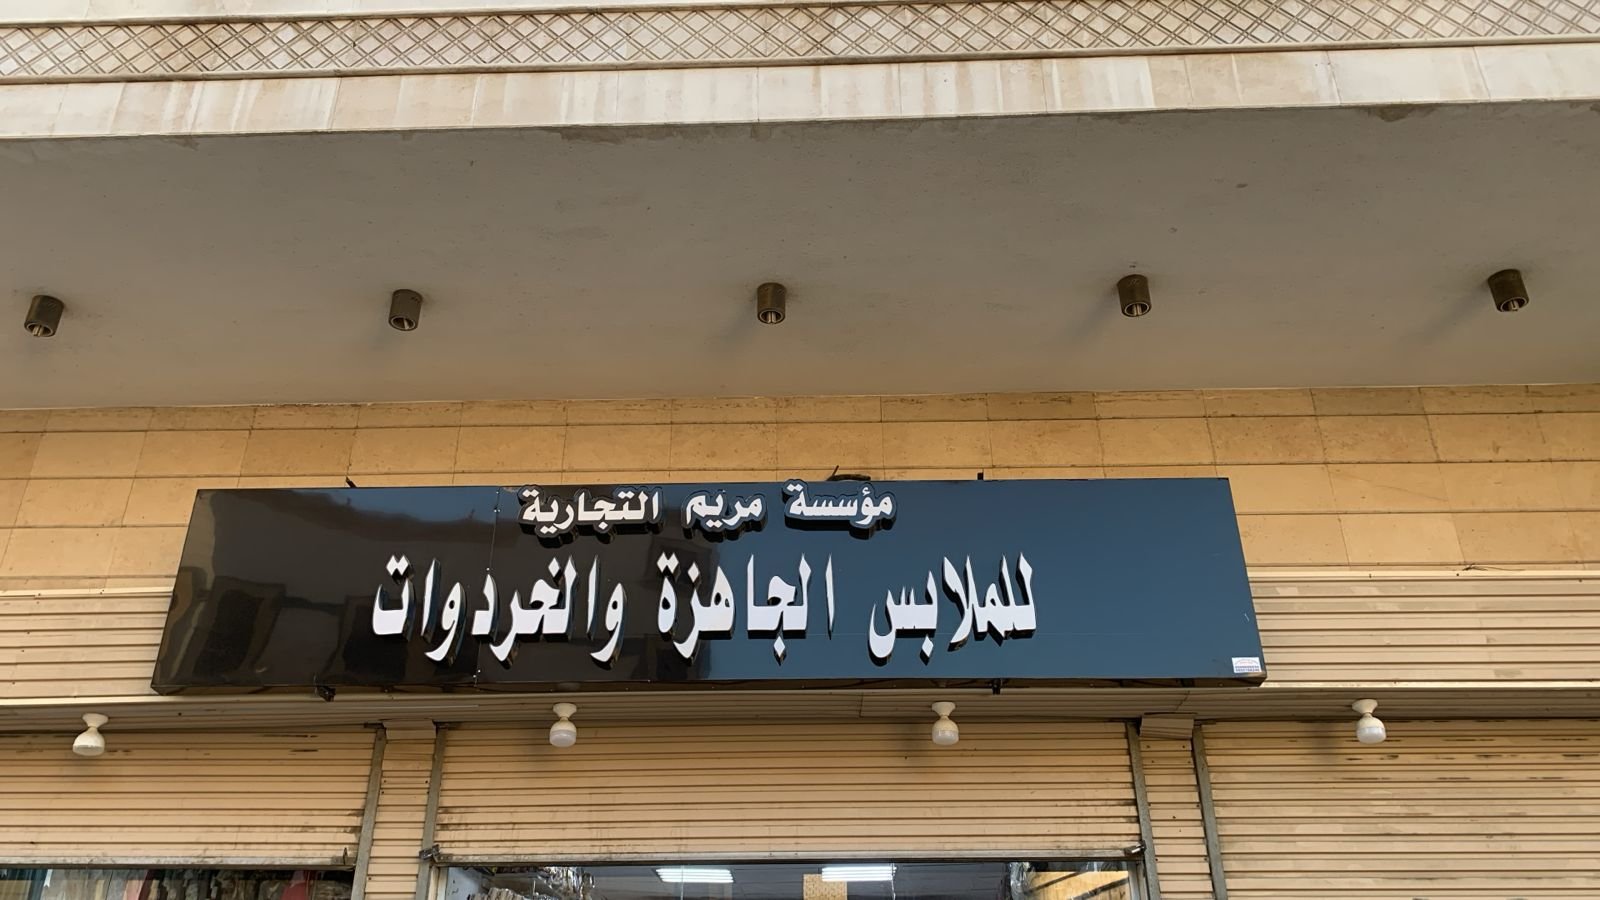 مؤسسة مريم التجارية
للملابس الجاهزة والخردوات